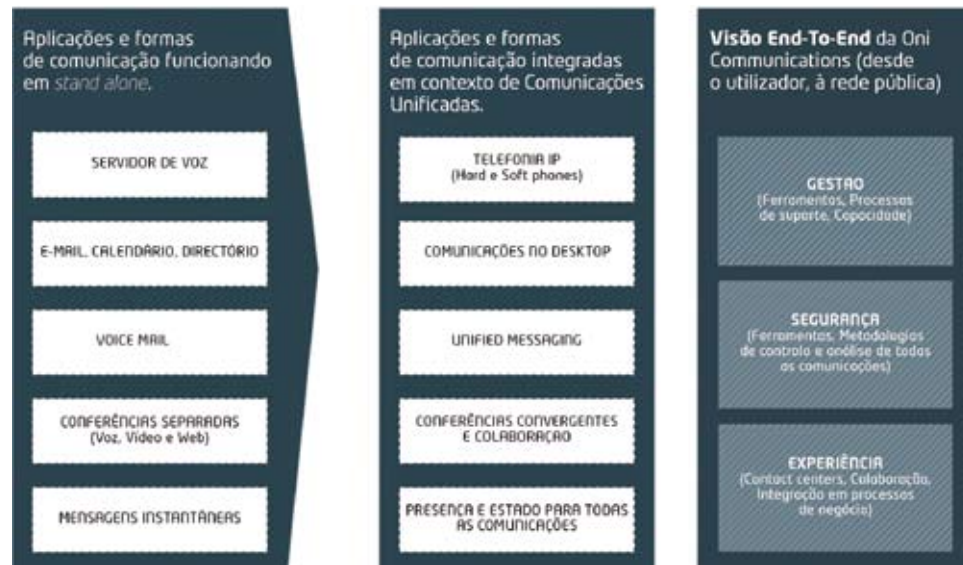 Aplicações e formas
de comunicação funcionando
em stand alone.
SERVIDOR DE VOZ
E-MAIL, CALENDÁRIO, DIRECTÓRIO
VOICE MAIL
CONFERÊNCIAS SEPARADAS
(Voz, Vídeo e Web)
MENSAGENS INSTANTÂNEAS
Aplicações e formas
de comunicação integradas
em contexto de Comunicações
Unificadas.
TELEFONIA IP
(Hard e Soft phones)
COMUNICAÇÕES NO DESKTOP
UNIFIED MESSAGING
CONFERÊNCIAS CONVERGENTES
E COLABORAÇÃO
PRESENÇA E ESTADO PARA TODAS
AS COMUNICAÇÕES
Visão End-To-End da Oni
Communications (desde
o utilizador, à rede pública)
GESTÃO
(Ferramentas, Processos
de suporte, Capacidade)
SEGURANÇA
(Ferramentas, Metodologias
de controlo e análise de todas
as comunicações)
EXPERIÊNCIA
(Contact centers, Colaboração,
Integração em processos
de negócio)